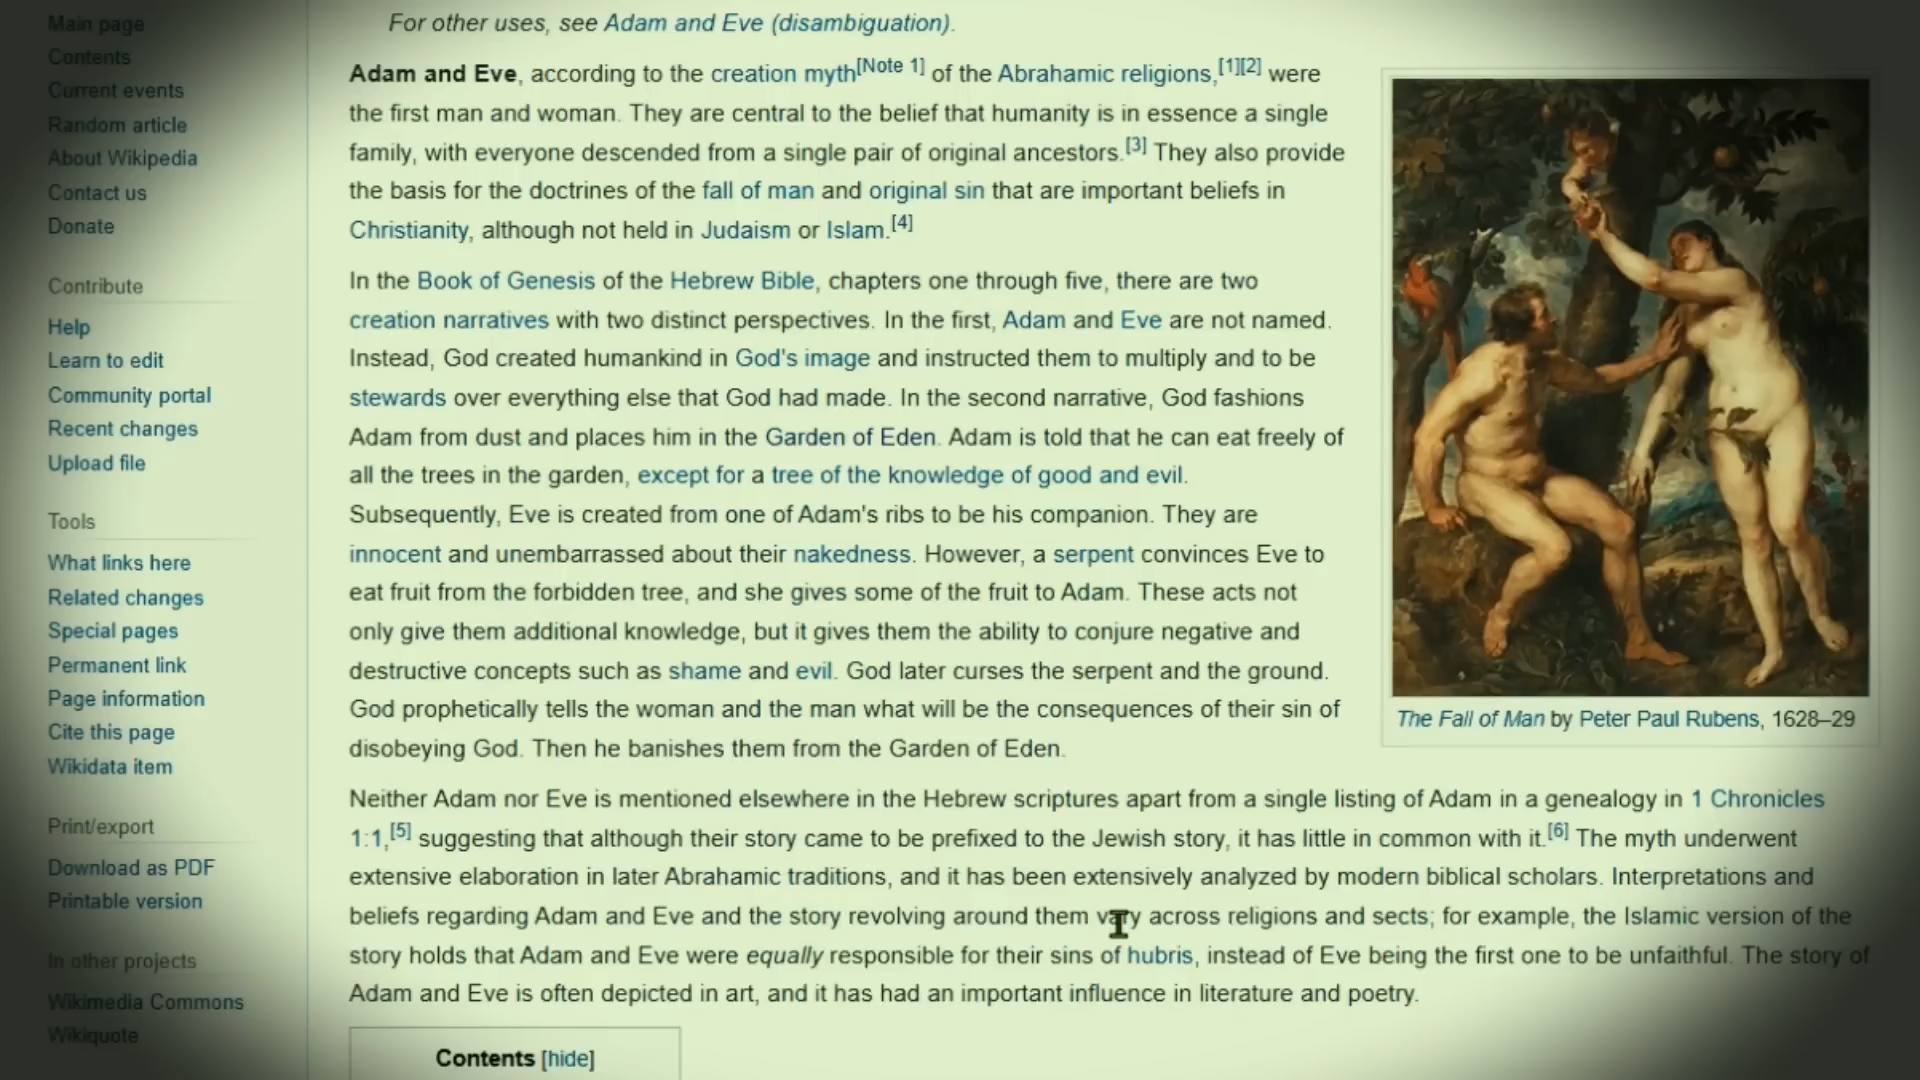 Main page
Contents
Current events
Random article
About Wikipedia
Contact us
Donate
Contribute
Help
Learn to edit
Community portal
Recent changes
Upload file
Tools
What links here
Related changes
Special pages
Permanent link
Page information
Cite this page
Wikidata item
Print/export
Download as PDF
Printable version
In other projects
Wikimedia Commons
Wikiquote
For other uses, see Adam and Eve (disambiguation).
Adam and Eve, according to the creation myth[Note 1] of the Abrahamic religions,[1][2] were
the first man and woman. They are central to the belief that humanity is in essence a single
family, with everyone descended from a single pair of original ancestors.[3] They also provide
the basis for the doctrines of the fall of man and original sin that are important beliefs in
Christianity, although not held in Judaism or Islam.[4]
In the Book of Genesis of the Hebrew Bible, chapters one through five, there are two
creation narratives with two distinct perspectives. In the first, Adam and Eve are not named.
Instead, God created humankind in God's image and instructed them to multiply and to be
stewards over everything else that God had made. In the second narrative, God fashions
Adam from dust and places him in the Garden of Eden. Adam is told that he can eat freely of
all the trees in the garden, except for a tree of the knowledge of good and evil.
Subsequently, Eve is created from one of Adam's ribs to be his companion. They are
innocent and unembarrassed about their nakedness. However, a serpent convinces Eve to
eat fruit from the forbidden tree, and she gives some of the fruit to Adam. These acts not
only give them additional knowledge, but it gives them the ability to conjure negative and
destructive concepts such as shame and evil. God later curses the serpent and the ground.
God prophetically tells the woman and the man what will be the consequences of their sin of
disobeying God. Then he banishes them from the Garden of Eden.
The Fall of Man by Peter Paul Rubens, 1628–29
Neither Adam nor Eve is mentioned elsewhere in the Hebrew scriptures apart from a single listing of Adam in a genealogy in 1 Chronicles
1:1,[5] suggesting that although their story came to be prefixed to the Jewish story, it has little in common with it.[6] The myth underwent
extensive elaboration in later Abrahamic traditions, and it has been extensively analyzed by modern biblical scholars. Interpretations and
beliefs regarding Adam and Eve and the story revolving around them vary across religions and sects; for example, the Islamic version of the
story holds that Adam and Eve were equally responsible for their sins of hubris, instead of Eve being the first one to be unfaithful. The story of
Adam and Eve is often depicted in art, and it has had an important influence in literature and poetry.
Contents [hide]